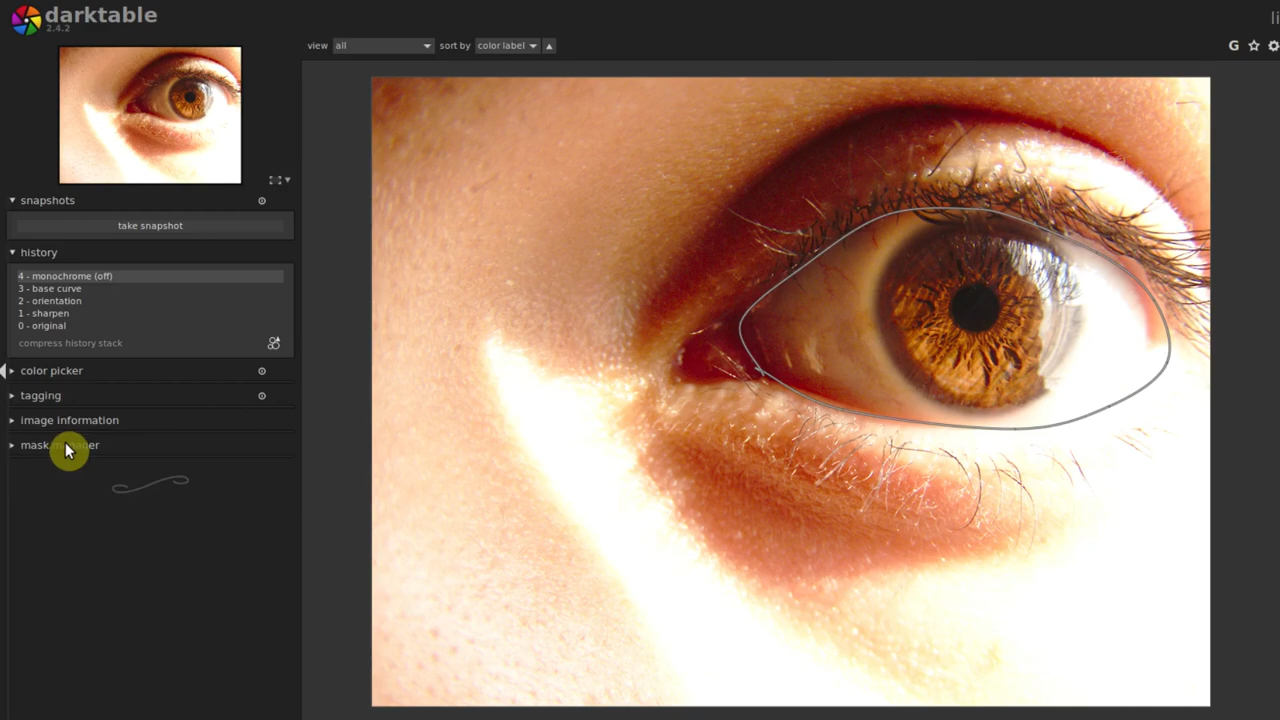 darktable
2.4.2
view all sort by color label
G
snapshots
take snapshot
history
4 - monochrome (off)
3 - base curve
2 - orientation
1 - sharpen
0 - original
compress history stack
color picker
tagging
image information
mask manager